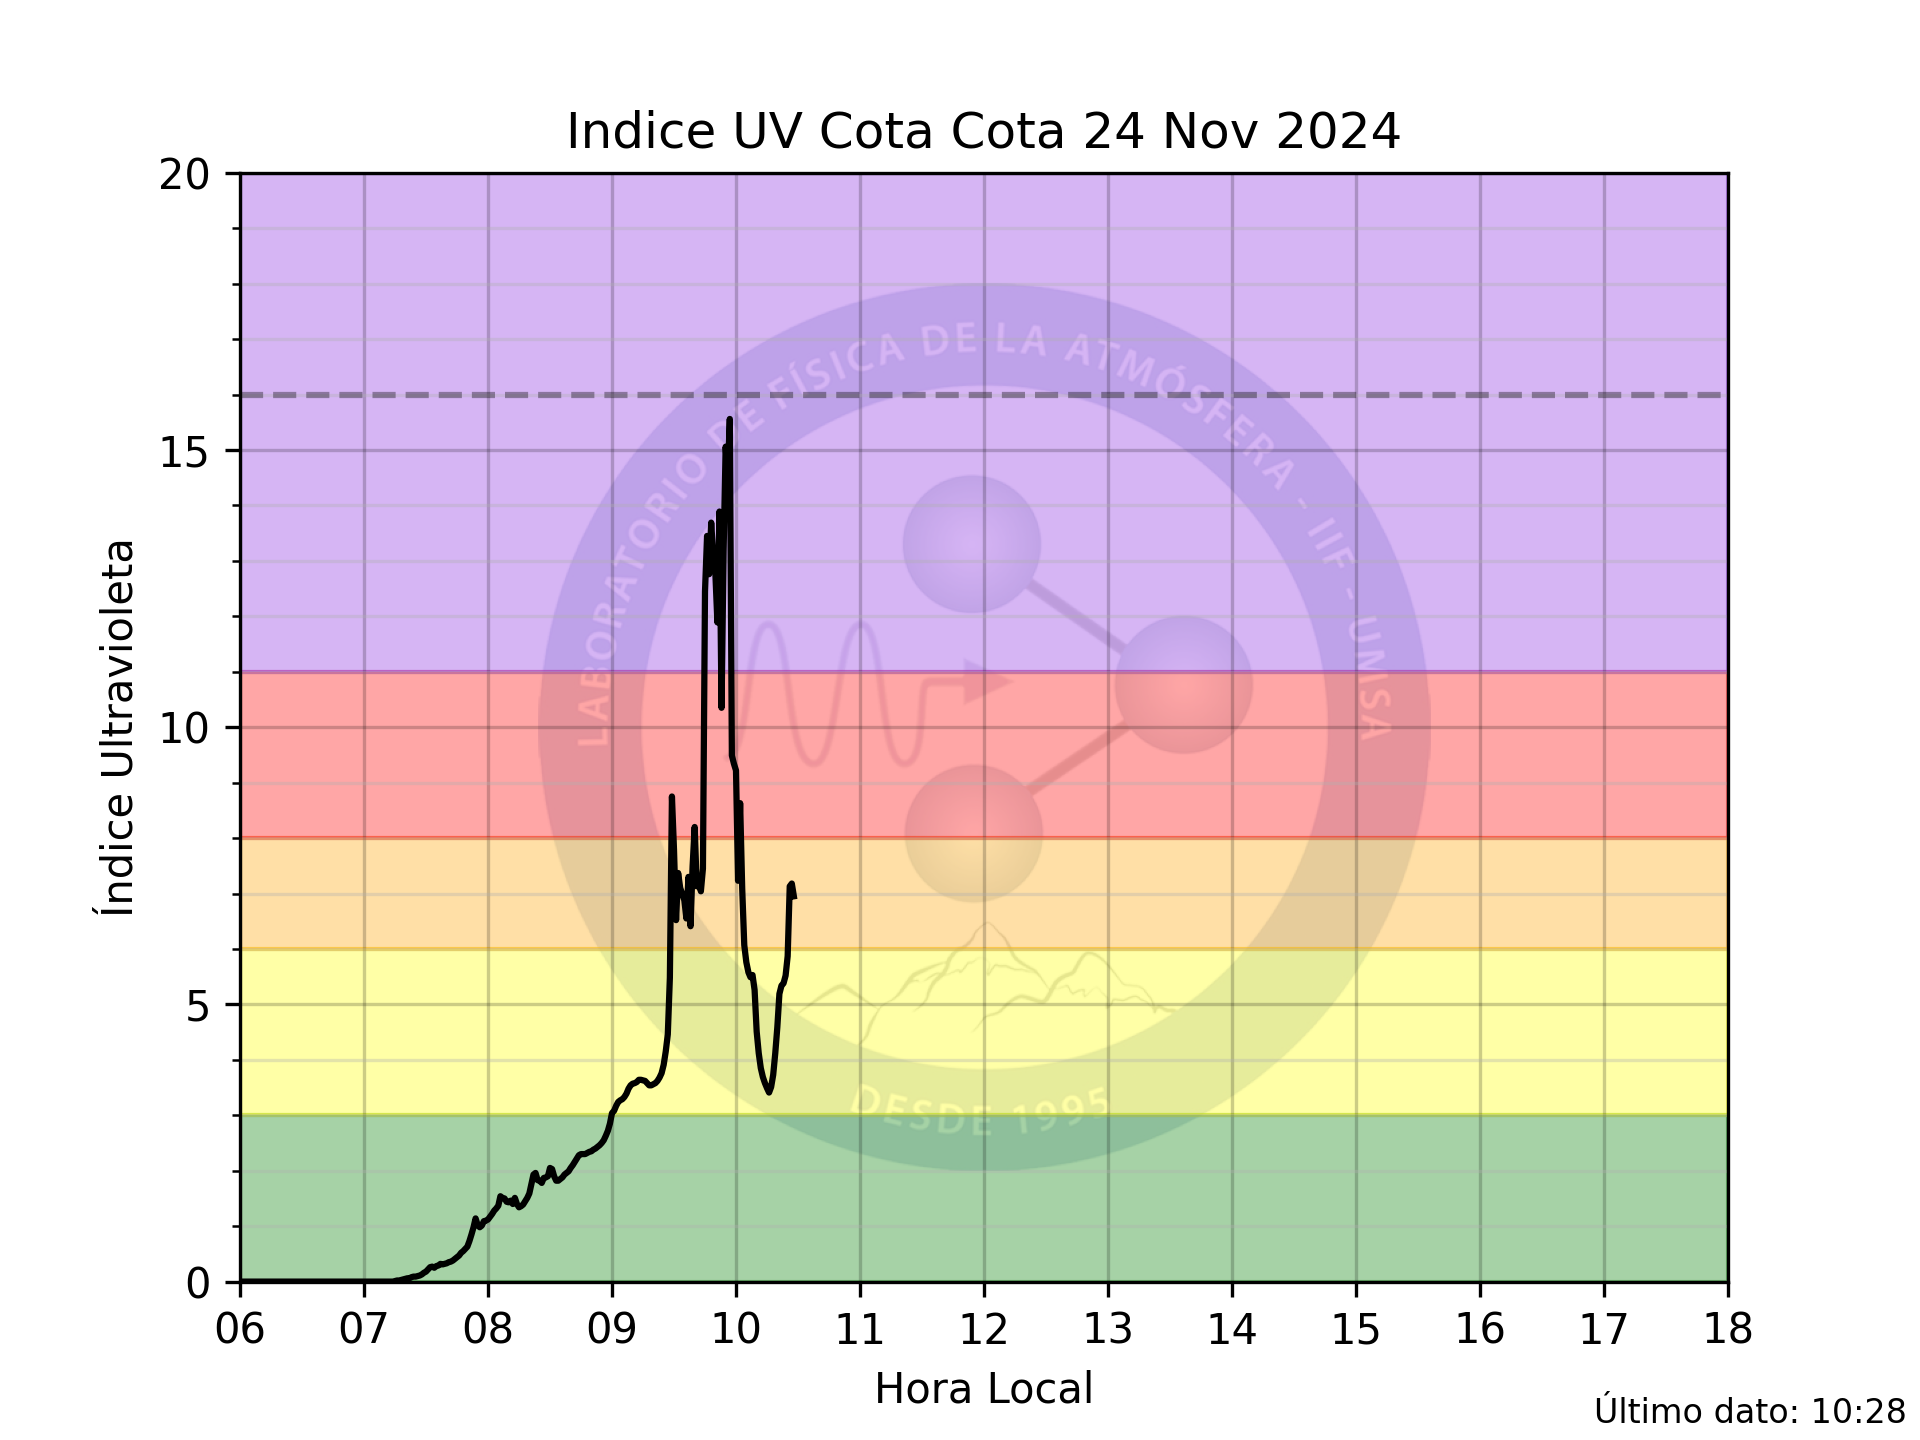 Indice UV Cota Cota 24 Nov 2024
20
15
10
5
0
Índice Ultravioleta
LABORATORIO DE FÍSICA DE LA ATMÓSFERA - IIF - UMSA
DESDE 1995
06 07 08 09 10 11 12 13 14 15 16 17 18
Hora Local
Último dato: 10:28